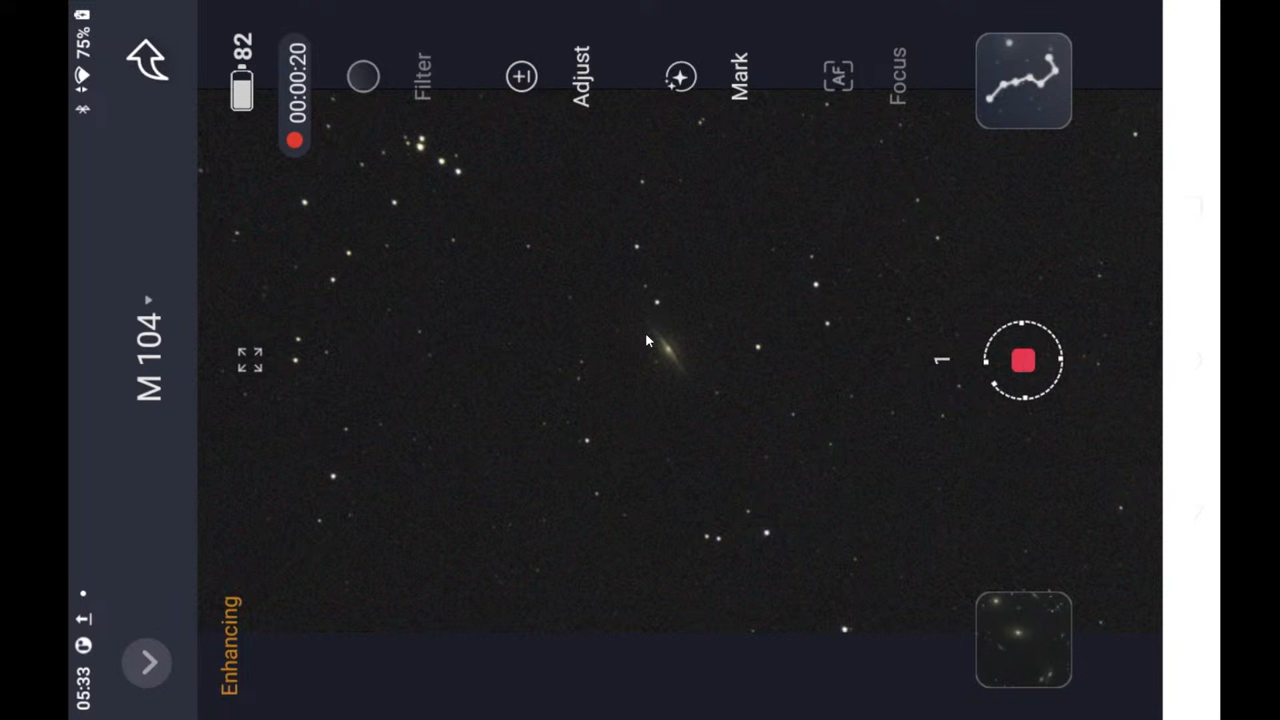 05:33
75%
M 104
Enhancing
82
00:00:20
Filter
Adjust
Mark
AF
Focus
1